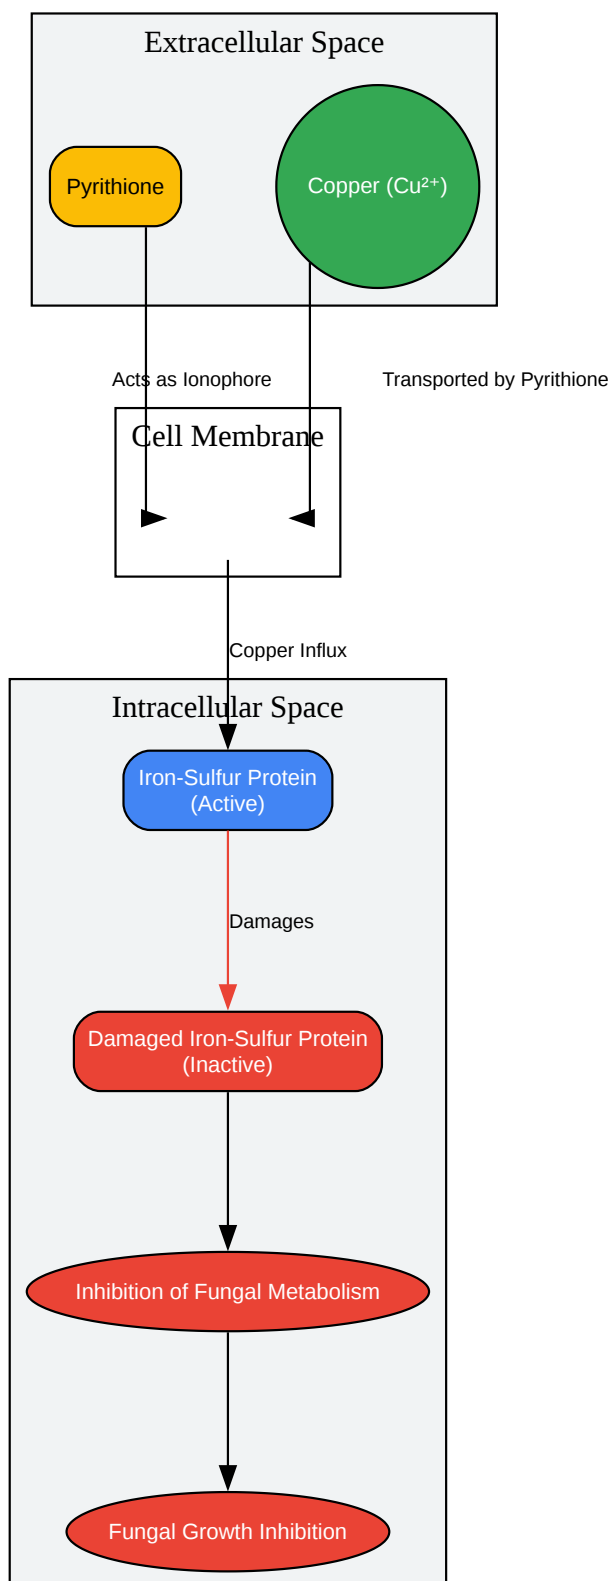 Extracellular Space
Pyrithione
Copper (Cu²⁺)
Acts as Ionophore
Transported by Pyrithione
Cell Membrane
Copper Influx
Intracellular Space
Iron-Sulfur Protein
(Active)
Damages
Damaged Iron-Sulfur Protein
(Inactive)
Inhibition of Fungal Metabolism
Fungal Growth Inhibition